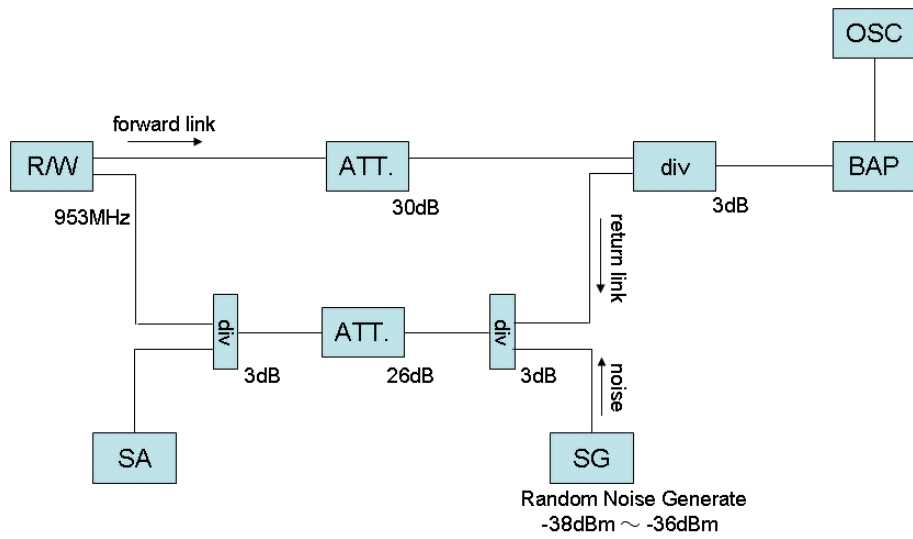 OSC
forward link
R/W
ATT.
div
BAP
30dB
3dB
953MHz
return link
div
ATT.
div
3dB
26dB
3dB
noise
SA
SG
Random Noise Generate
-38dBm ～ -36dBm